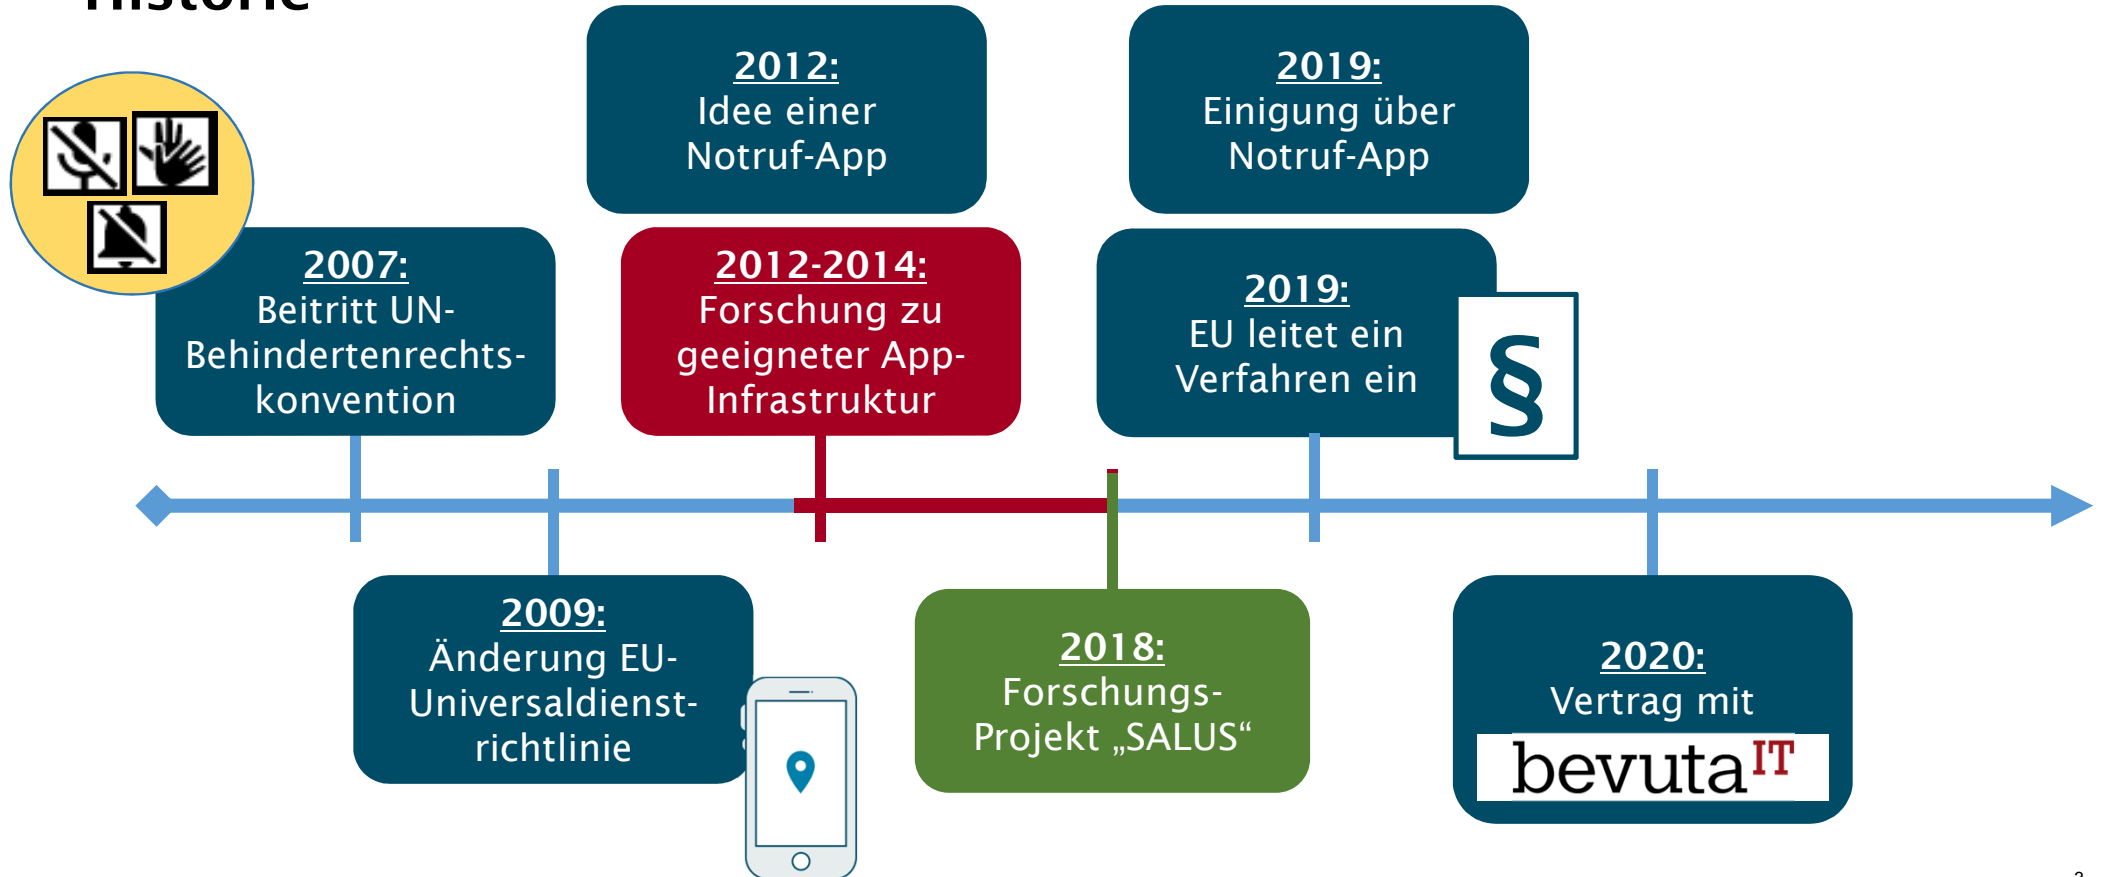 Historie
2012:
Idee einer
Notruf-App
2019:
Einigung über
Notruf-App
2007:
Beitritt UN-
Behindertenrechts-
konvention
2012-2014:
Forschung zu
geeigneter App-
Infrastruktur
2019:
EU leitet ein
Verfahren ein
§
2009:
Änderung EU-
Universaldienst-
richtlinie
2018:
Forschungs-
Projekt „SALUS“
2020:
Vertrag mit
bevutaIT